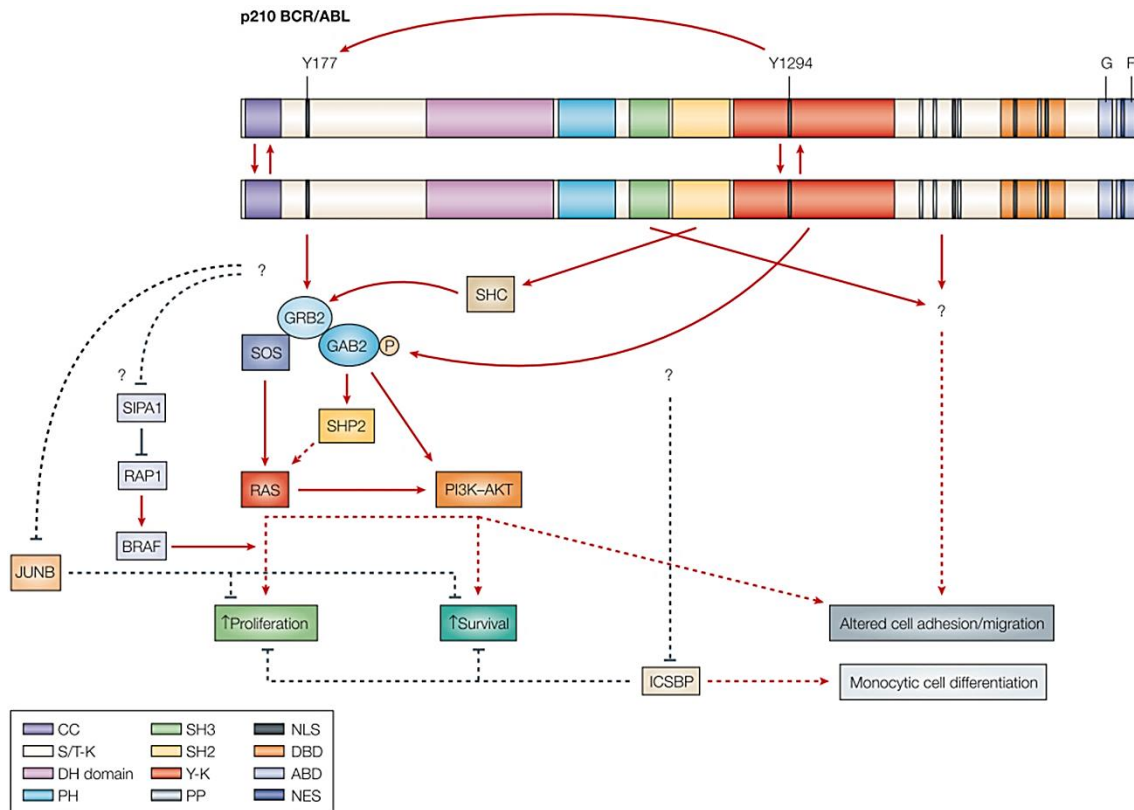 p210 BCR/ABL
Y177
Y1294
G
F
?
SHC
?
GRB2
SOS
GAB2
P
?
?
SIPA1
SHP2
RAP1
RAS
PI3K–AKT
BRAF
JUNB
↑Proliferation
↑Survival
Altered cell adhesion/migration
ICSBP
Monocytic cell differentiation
CC
SH3
NLS
S/T-K
SH2
DBD
DH domain
Y-K
ABD
PH
PP
NES